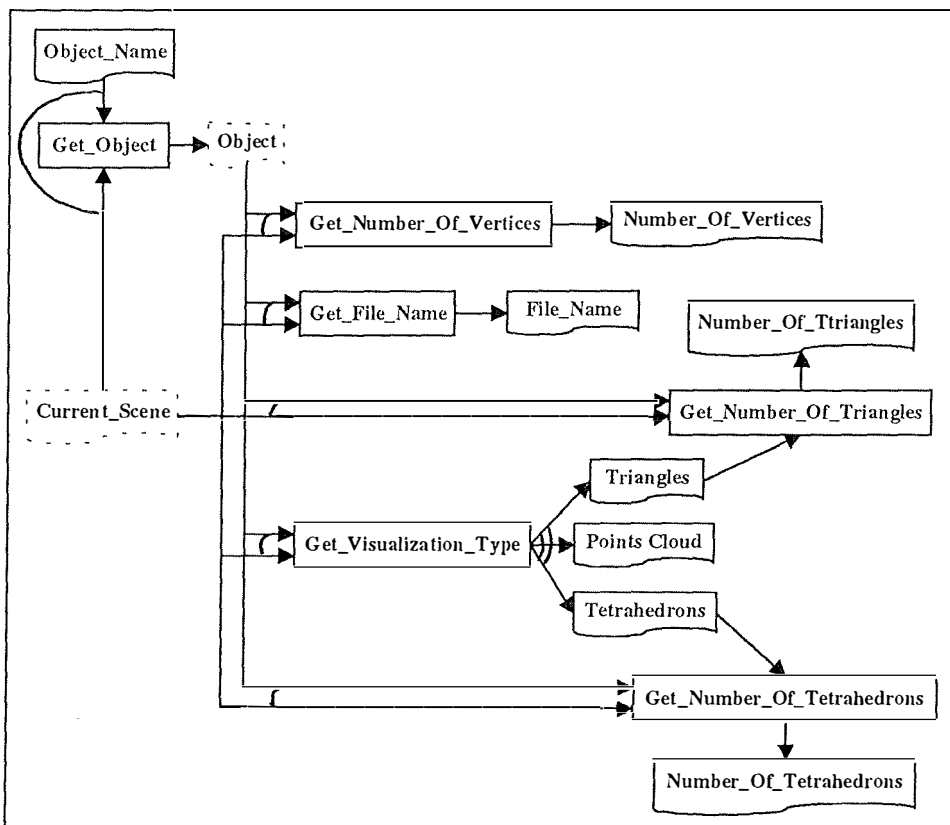 Object_Name
Get_Object
Object
Get_Number_Of_Vertices
Number_Of_Vertices
Get_File_Name
File_Name
Number_Of_Ttriangles
Current_Scene
Get_Number_Of_Triangles
Triangles
Get_Visualization_Type
Points Cloud
Tetrahedrons
Get_Number_Of_Tetrahedrons
Number_Of_Tetrahedrons